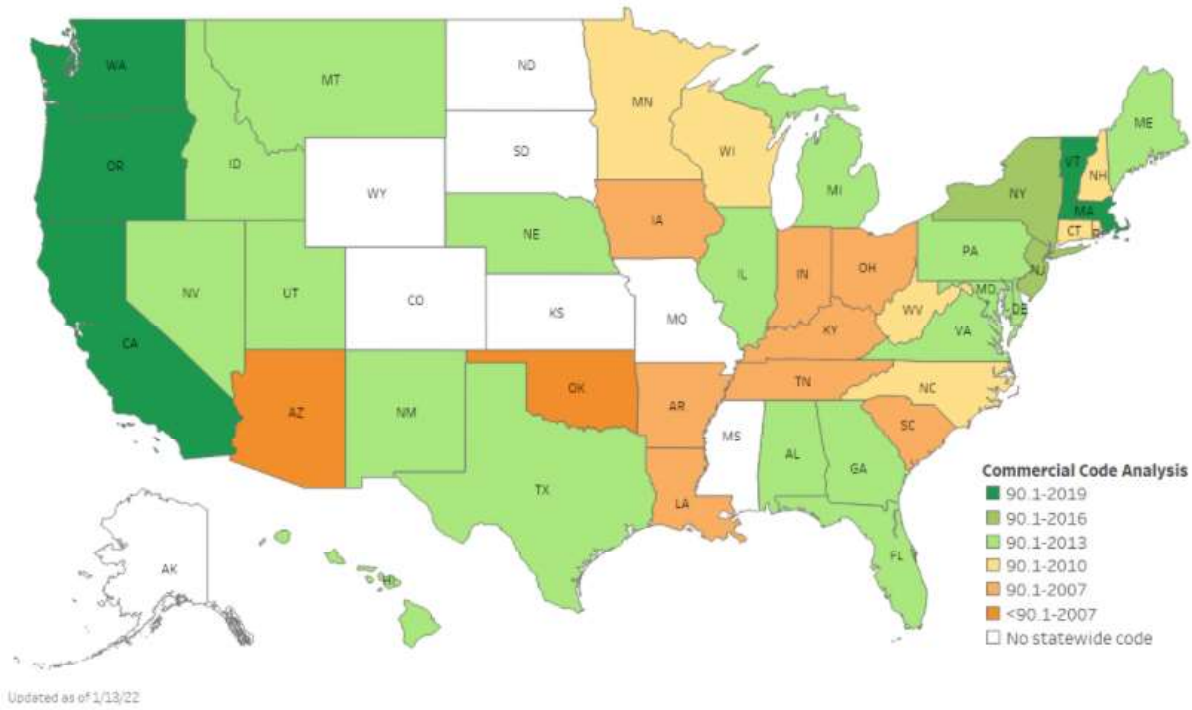 WA
MT
ND
MN
OR
ID
SD
WI
ME
WY
VT
NH
NY
MA
MI
IA
CT
NE
PA
NV
UT
IL
IN
OH
NJ
CO
KS
MO
MD
DE
WV
VA
KY
CA
AZ
NM
OK
TN
NC
AR
SC
MS
AL
GA
TX
LA
FL
AK
HI
Commercial Code Analysis
90.1-2019
90.1-2016
90.1-2013
90.1-2010
90.1-2007
<90.1-2007
No statewide code
Updated as of 1/13/22